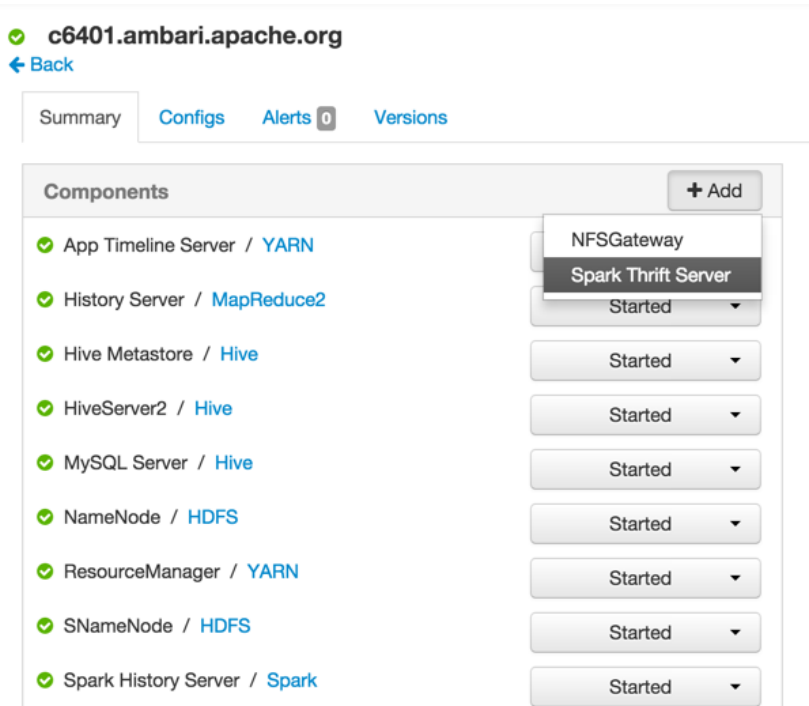 c6401.ambari.apache.org
Back
Summary Configs Alerts 0 Versions
Components + Add
NFSGateway
Spark Thrift Server
App Timeline Server / YARN
History Server / MapReduce2 Started
Hive Metastore / Hive Started
HiveServer2 / Hive Started
MySQL Server / Hive Started
NameNode / HDFS Started
ResourceManager / YARN Started
SNameNode / HDFS Started
Spark History Server / Spark Started